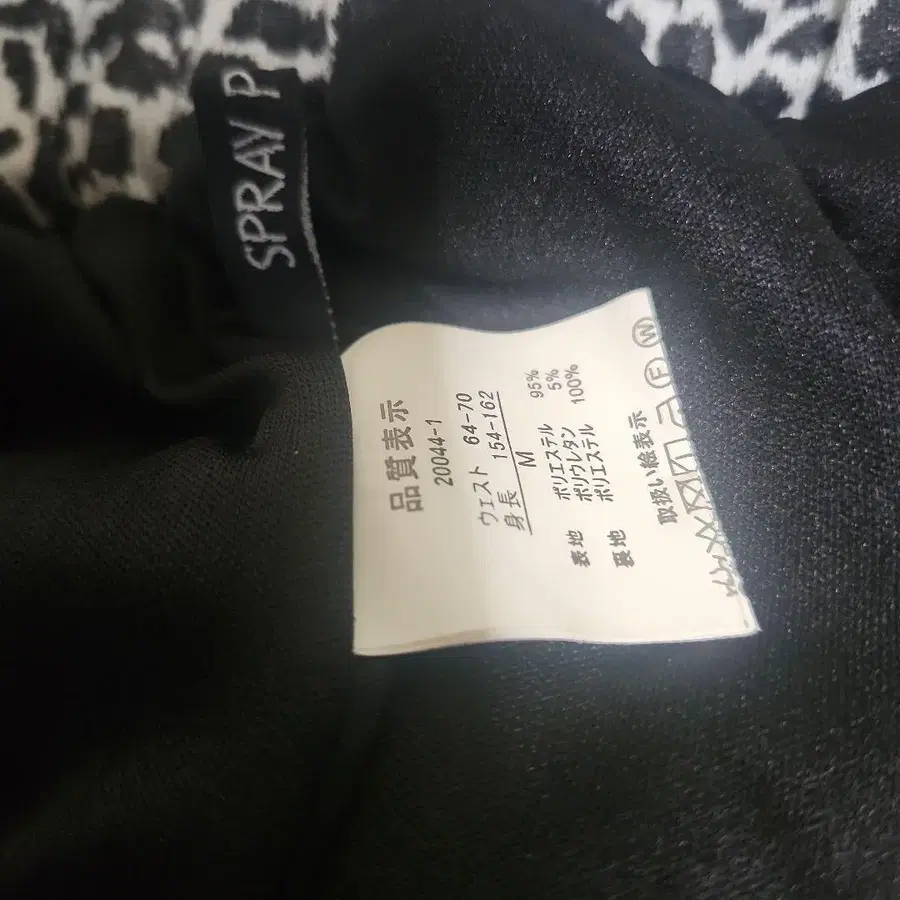 SPRAY P
品質表示
20044-1
ウェスト 64-70
身長 154-162
M
表地 ポリエステル 95%
ポリウレタン 5%
裏地 ポリエステル 100%
取扱い絵表示
F W